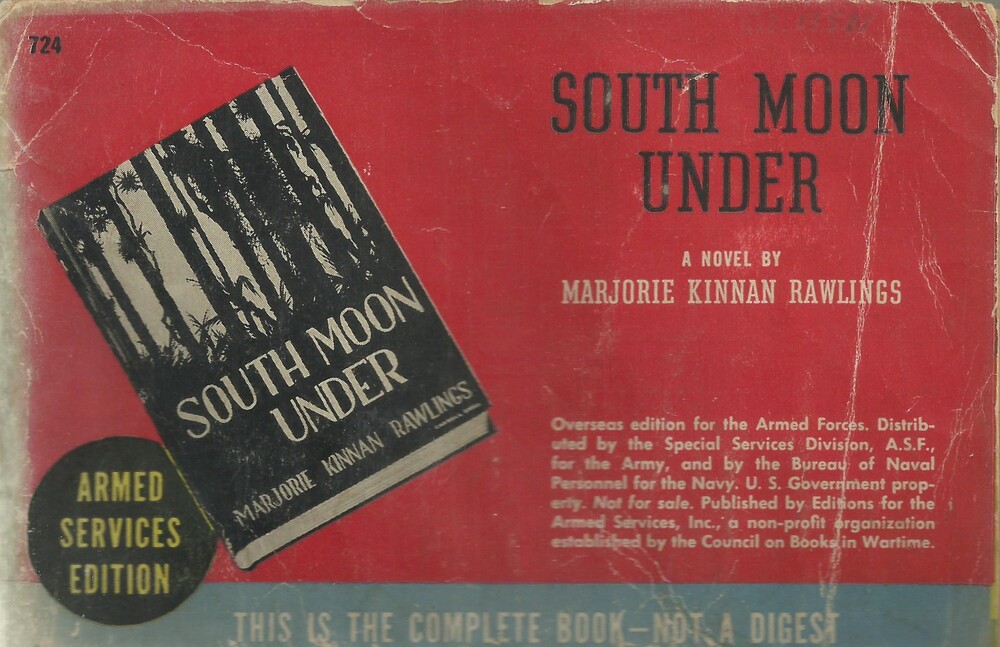 724
SOUTH MOON
UNDER
A NOVEL BY
MARJORIE KINNAN RAWLINGS
SOUTH MOON
UNDER
MARJORIE KINNAN RAWLINGS
Overseas edition for the Armed Forces. Distrib-
uted by the Special Services Division, A.S.F.,
for the Army, and by the Bureau of Naval
Personnel for the Navy. U. S. Government prop-
erty. Not for sale. Published by Editions for the
Armed Services, Inc., a non-profit organization
established by the Council on Books in Wartime.
ARMED
SERVICES
EDITION
THIS IS THE COMPLETE BOOK—NOT A DIGEST